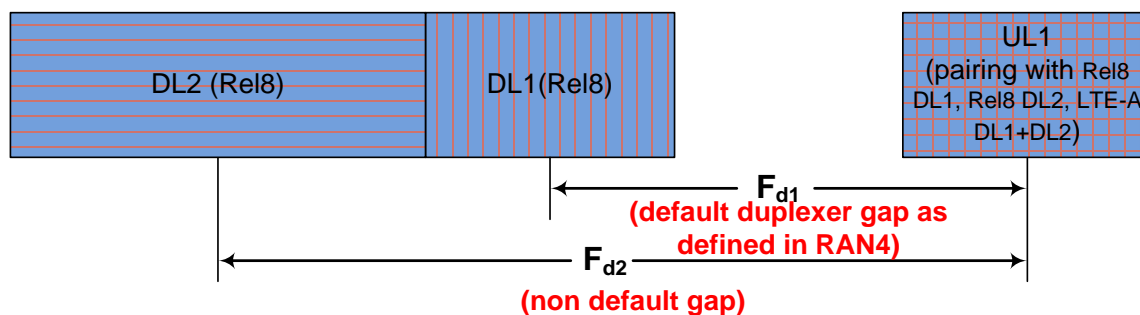 DL2 (Rel8)
DL1(Rel8)
UL1
(pairing with Rel8
DL1, Rel8 DL2, LTE-A
DL1+DL2)
Fd1
(default duplexer gap as
defined in RAN4)
Fd2
(non default gap)